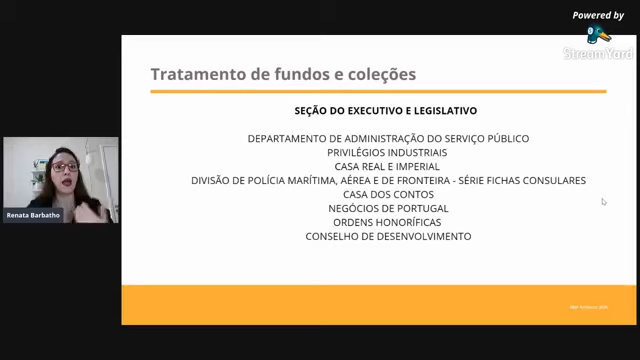 Powered by
StreamYard
Tratamento de fundos e coleções
SEÇÃO DO EXECUTIVO E LEGISLATIVO
DEPARTAMENTO DE ADMINISTRAÇÃO DO SERVIÇO PÚBLICO
PRIVILÉGIOS INDUSTRIAIS
CASA REAL E IMPERIAL
DIVISÃO DE POLÍCIA MARÍTIMA, AÉREA E DE FRONTEIRA - SÉRIE FICHAS CONSULARES
CASA DOS CONTOS
NEGÓCIOS DE PORTUGAL
ORDENS HONORÍFICAS
CONSELHO DE DESENVOLVIMENTO
Renata Barbatho